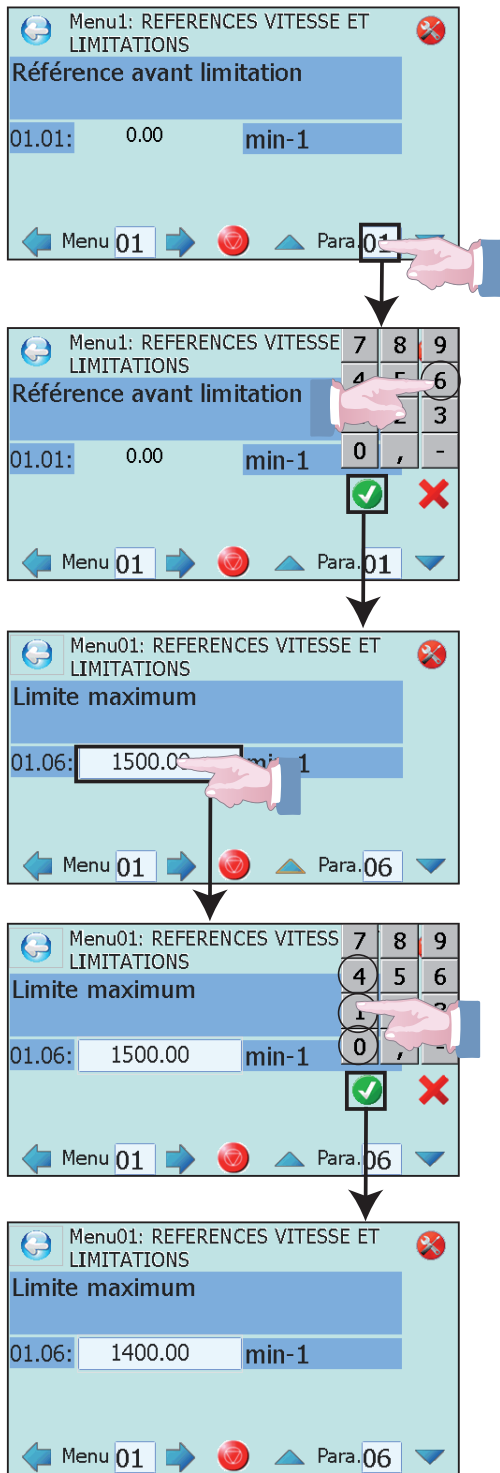 Menu1: REFERENCES VITESSE ET
LIMITATIONS
Référence avant limitation
01.01: 0.00 min-1
Menu 01 Para. 01
Menu1: REFERENCES VITESSE
LIMITATIONS
Référence avant limitation
7 8 9
4 5 6
2 3
0 , -
01.01: 0.00 min-1
Menu 01 Para. 01
Menu01: REFERENCES VITESSE ET
LIMITATIONS
Limite maximum
01.06: 1500.00 min-1
Menu 01 Para. 06
Menu01: REFERENCES VITESS
LIMITATIONS
Limite maximum
7 8 9
4 5 6
1 3
0 , -
01.06: 1500.00 min-1
Menu 01 Para. 06
Menu01: REFERENCES VITESSE ET
LIMITATIONS
Limite maximum
01.06: 1400.00 min-1
Menu 01 Para. 06